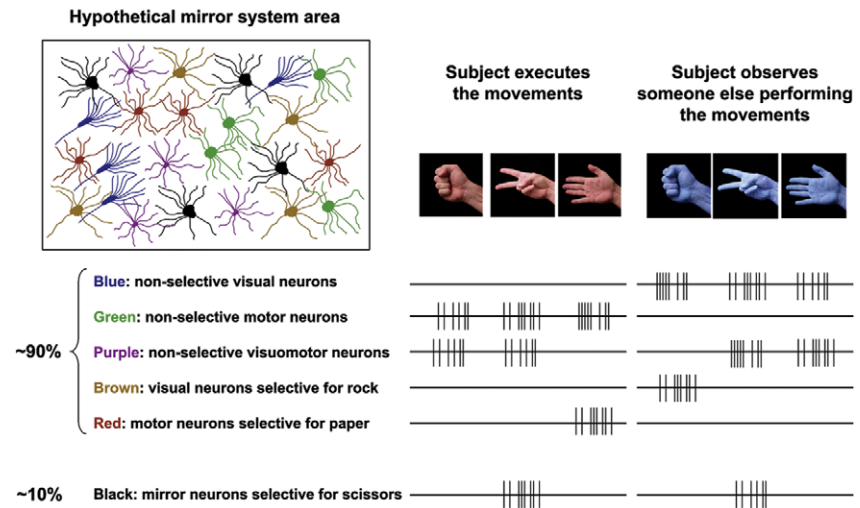 Hypothetical mirror system area
Subject executes
the movements
Subject observes
someone else performing
the movements
Blue: non-selective visual neurons
Green: non-selective motor neurons
~90%
Purple: non-selective visuomotor neurons
Brown: visual neurons selective for rock
Red: motor neurons selective for paper
~10%
Black: mirror neurons selective for scissors